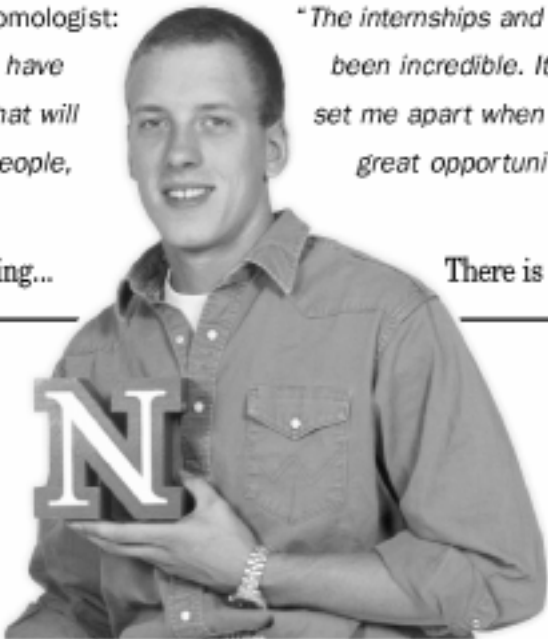 omologist:
have
hat will
eople,
ing...
"The internships and
been incredible. It
set me apart when
great opportuni
There is
N